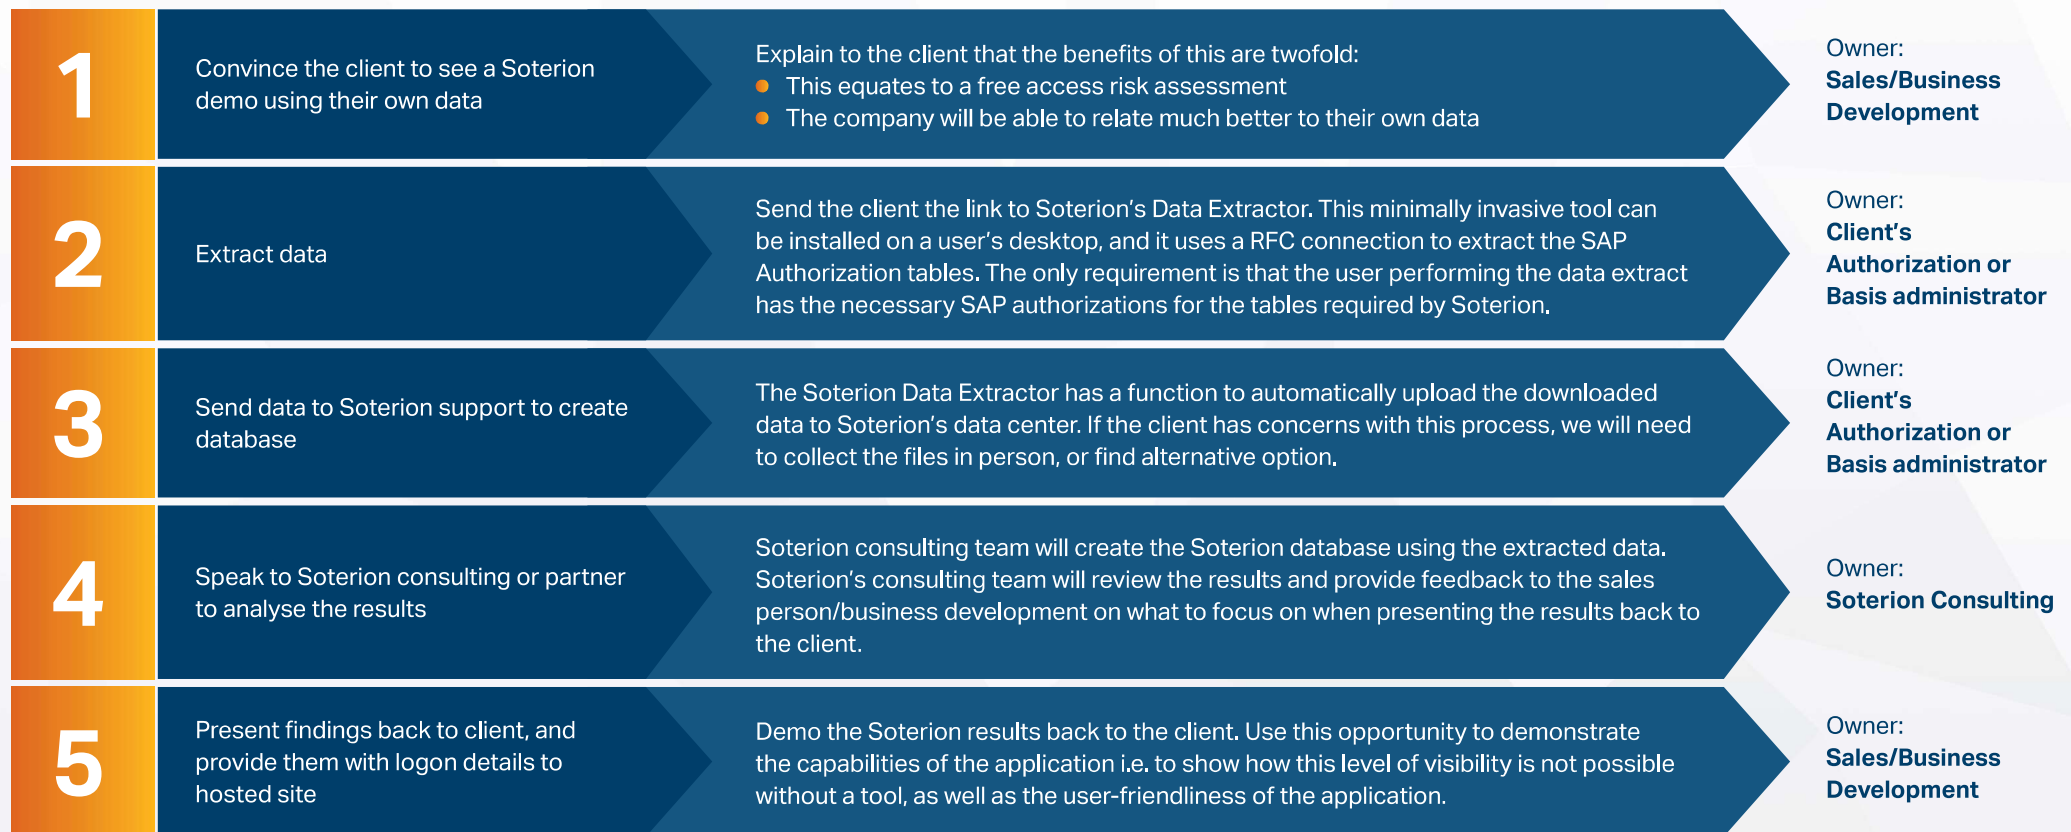 1
Convince the client to see a Soterion
demo using their own data
Explain to the client that the benefits of this are twofold:
This equates to a free access risk assessment
The company will be able to relate much better to their own data
Owner:
Sales/Business
Development
2
Extract data
Send the client the link to Soterion's Data Extractor. This minimally invasive tool can
be installed on a user's desktop, and it uses a RFC connection to extract the SAP
Authorization tables. The only requirement is that the user performing the data extract
has the necessary SAP authorizations for the tables required by Soterion.
Owner:
Client's
Authorization or
Basis administrator
3
Send data to Soterion support to create
database
The Soterion Data Extractor has a function to automatically upload the downloaded
data to Soterion's data center. If the client has concerns with this process, we will need
to collect the files in person, or find alternative option.
Owner:
Client's
Authorization or
Basis administrator
4
Speak to Soterion consulting or partner
to analyse the results
Soterion consulting team will create the Soterion database using the extracted data.
Soterion's consulting team will review the results and provide feedback to the sales
person/business development on what to focus on when presenting the results back to
the client.
Owner:
Soterion Consulting
5
Present findings back to client, and
provide them with logon details to
hosted site
Demo the Soterion results back to the client. Use this opportunity to demonstrate
the capabilities of the application i.e. to show how this level of visibility is not possible
without a tool, as well as the user-friendliness of the application.
Owner:
Sales/Business
Development